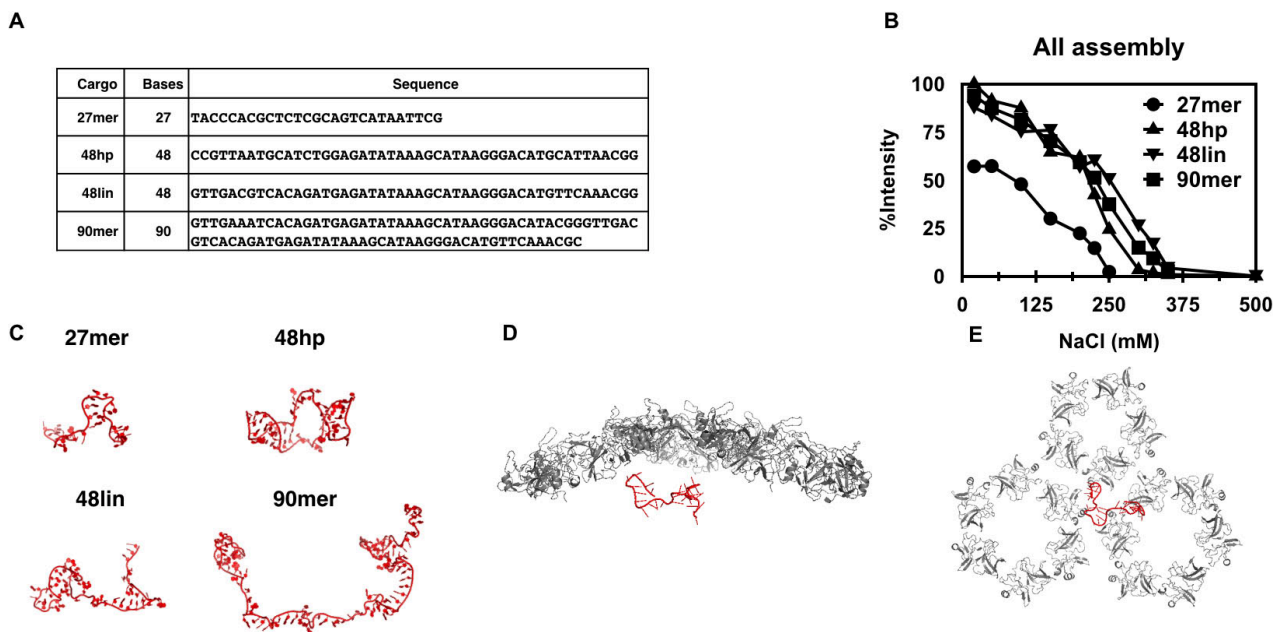 A
Cargo Bases Sequence
27mer 27 TACCCACGCTCTCGCAGTCATAATTCG
48hp 48 CCGTTAATGCATCTGGAGATATAAAGCATAAGGGACATGCATTAACGG
48lin 48 GTTGACGTCACAGATGAGATATAAAGCATAAGGGACATGTTCAAACGG
90mer 90 GTTGAAATCACAGATGAGATATAAAGCATAAGGGACATACGGGTTGAC
GTCACAGATGAGATATAAAGCATAAGGGACATGTTCAAACGC
B
All assembly
%Intensity
100
75
50
25
0
27mer
48hp
48lin
90mer
0 125 250 375 500
NaCl (mM)
C
27mer 48hp
48lin 90mer
D
E